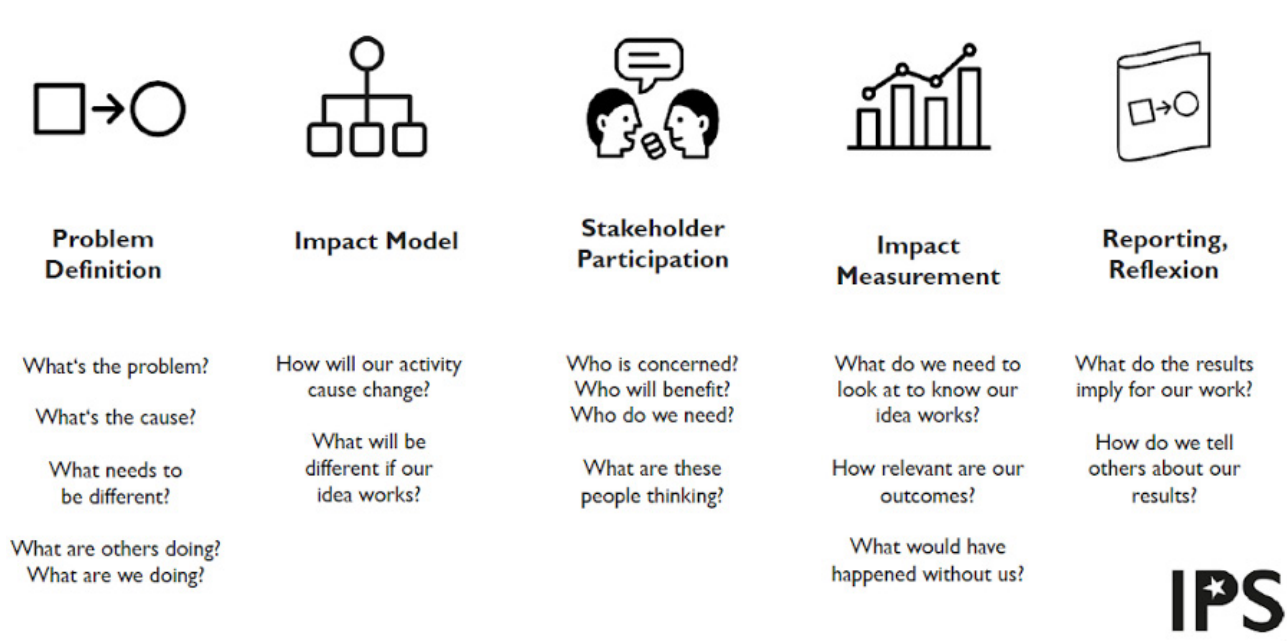 Problem
Definition
Impact Model
Stakeholder
Participation
Impact
Measurement
Reporting,
Reflexion
What's the problem?
What's the cause?
What needs to
be different?
What are others doing?
What are we doing?
How will our activity
cause change?
What will be
different if our
idea works?
Who is concerned?
Who will benefit?
Who do we need?
What are these
people thinking?
What do we need to
look at to know our
idea works?
How relevant are our
outcomes?
What would have
happened without us?
What do the results
imply for our work?
How do we tell
others about our
results?
IPS